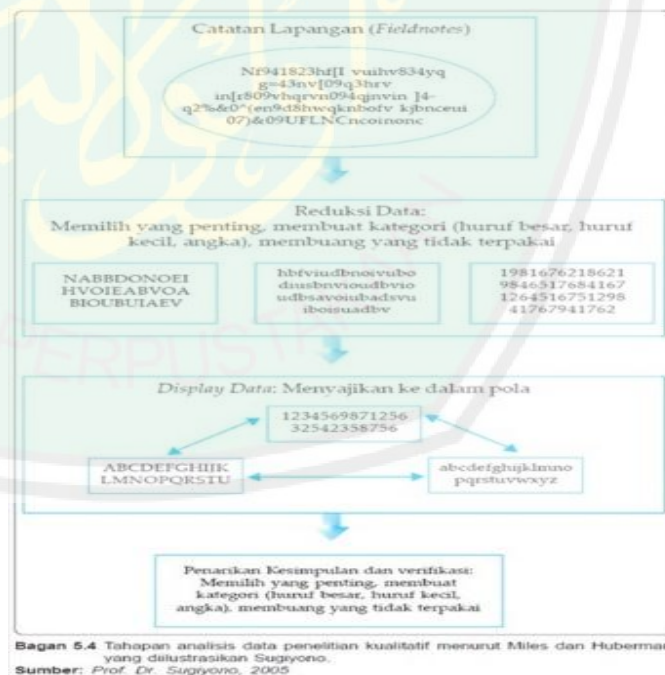 Catatan Lapangan (Fieldnotes)
Nf941823hf[I vuihv834yq
g=43nv[09q3hrv
in[r809vhqrvn094qjnvin ]4-
q2%&0^(en9d8hwqknbofv kjbnceui
07)&09UFLNCncoinonc
Reduksi Data:
Memilih yang penting, membuat kategori (huruf besar, huruf
kecil, angka), membuang yang tidak terpakai
NABBDONOEI
HVOIEABVOA
BIOUBUIAEV
hbfviudbnoivubo
diusbnvioudbvio
udbsavoiubadsvu
iboisuadbv
1981676218621
9846517684167
1264516751298
41767941762
PERPUSTA
Display Data: Menyajikan ke dalam pola
1234569871256
32542358756
ABCDEFGHIJK
LMNOPQRSTU
abcdefghijklmno
pqrstuvwxyz
Penarikan Kesimpulan dan verifikasi:
Memilih yang penting, membuat
kategori (huruf besar, huruf kecil,
angka), membuang yang tidak terpakai
Bagan 5.4 Tahapan analisis data penelitian kualitatif menurut Miles dan Huberman
yang diilustrasikan Sugiyono.
Sumber: Prof. Dr. Sugiyono, 2005